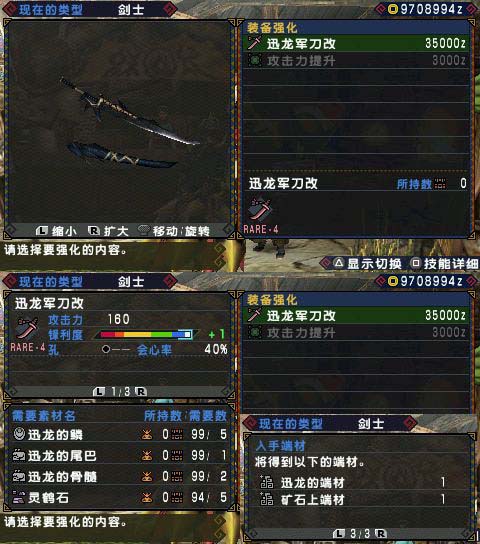 现在的类型 剑士
9708994z
装备强化
迅龙军刀改 35000z
攻击力提升 3000z
迅龙军刀改 所持数 0
RARE-4
L 缩小 R 扩大 移动/旋转
请选择要强化的内容。
△显示切换 □技能详细
现在的类型 剑士
9708994z
迅龙军刀改
攻击力 160
RARE-4
锋利度 +1
孔 ●ーー 会心率 40%
L 1/3 R
装备强化
迅龙军刀改 35000z
攻击力提升 3000z
需要素材名 所持数/需要数
迅龙的鳞 0 99/ 5
迅龙的尾巴 0 99/ 1
迅龙的骨髓 0 99/ 2
灵鹤石 0 94/ 5
请选择要强化的内容。
现在的类型 剑士
入手端材
将得到以下的端材。
迅龙的端材 1
矿石上端材 1
L 3/3 R